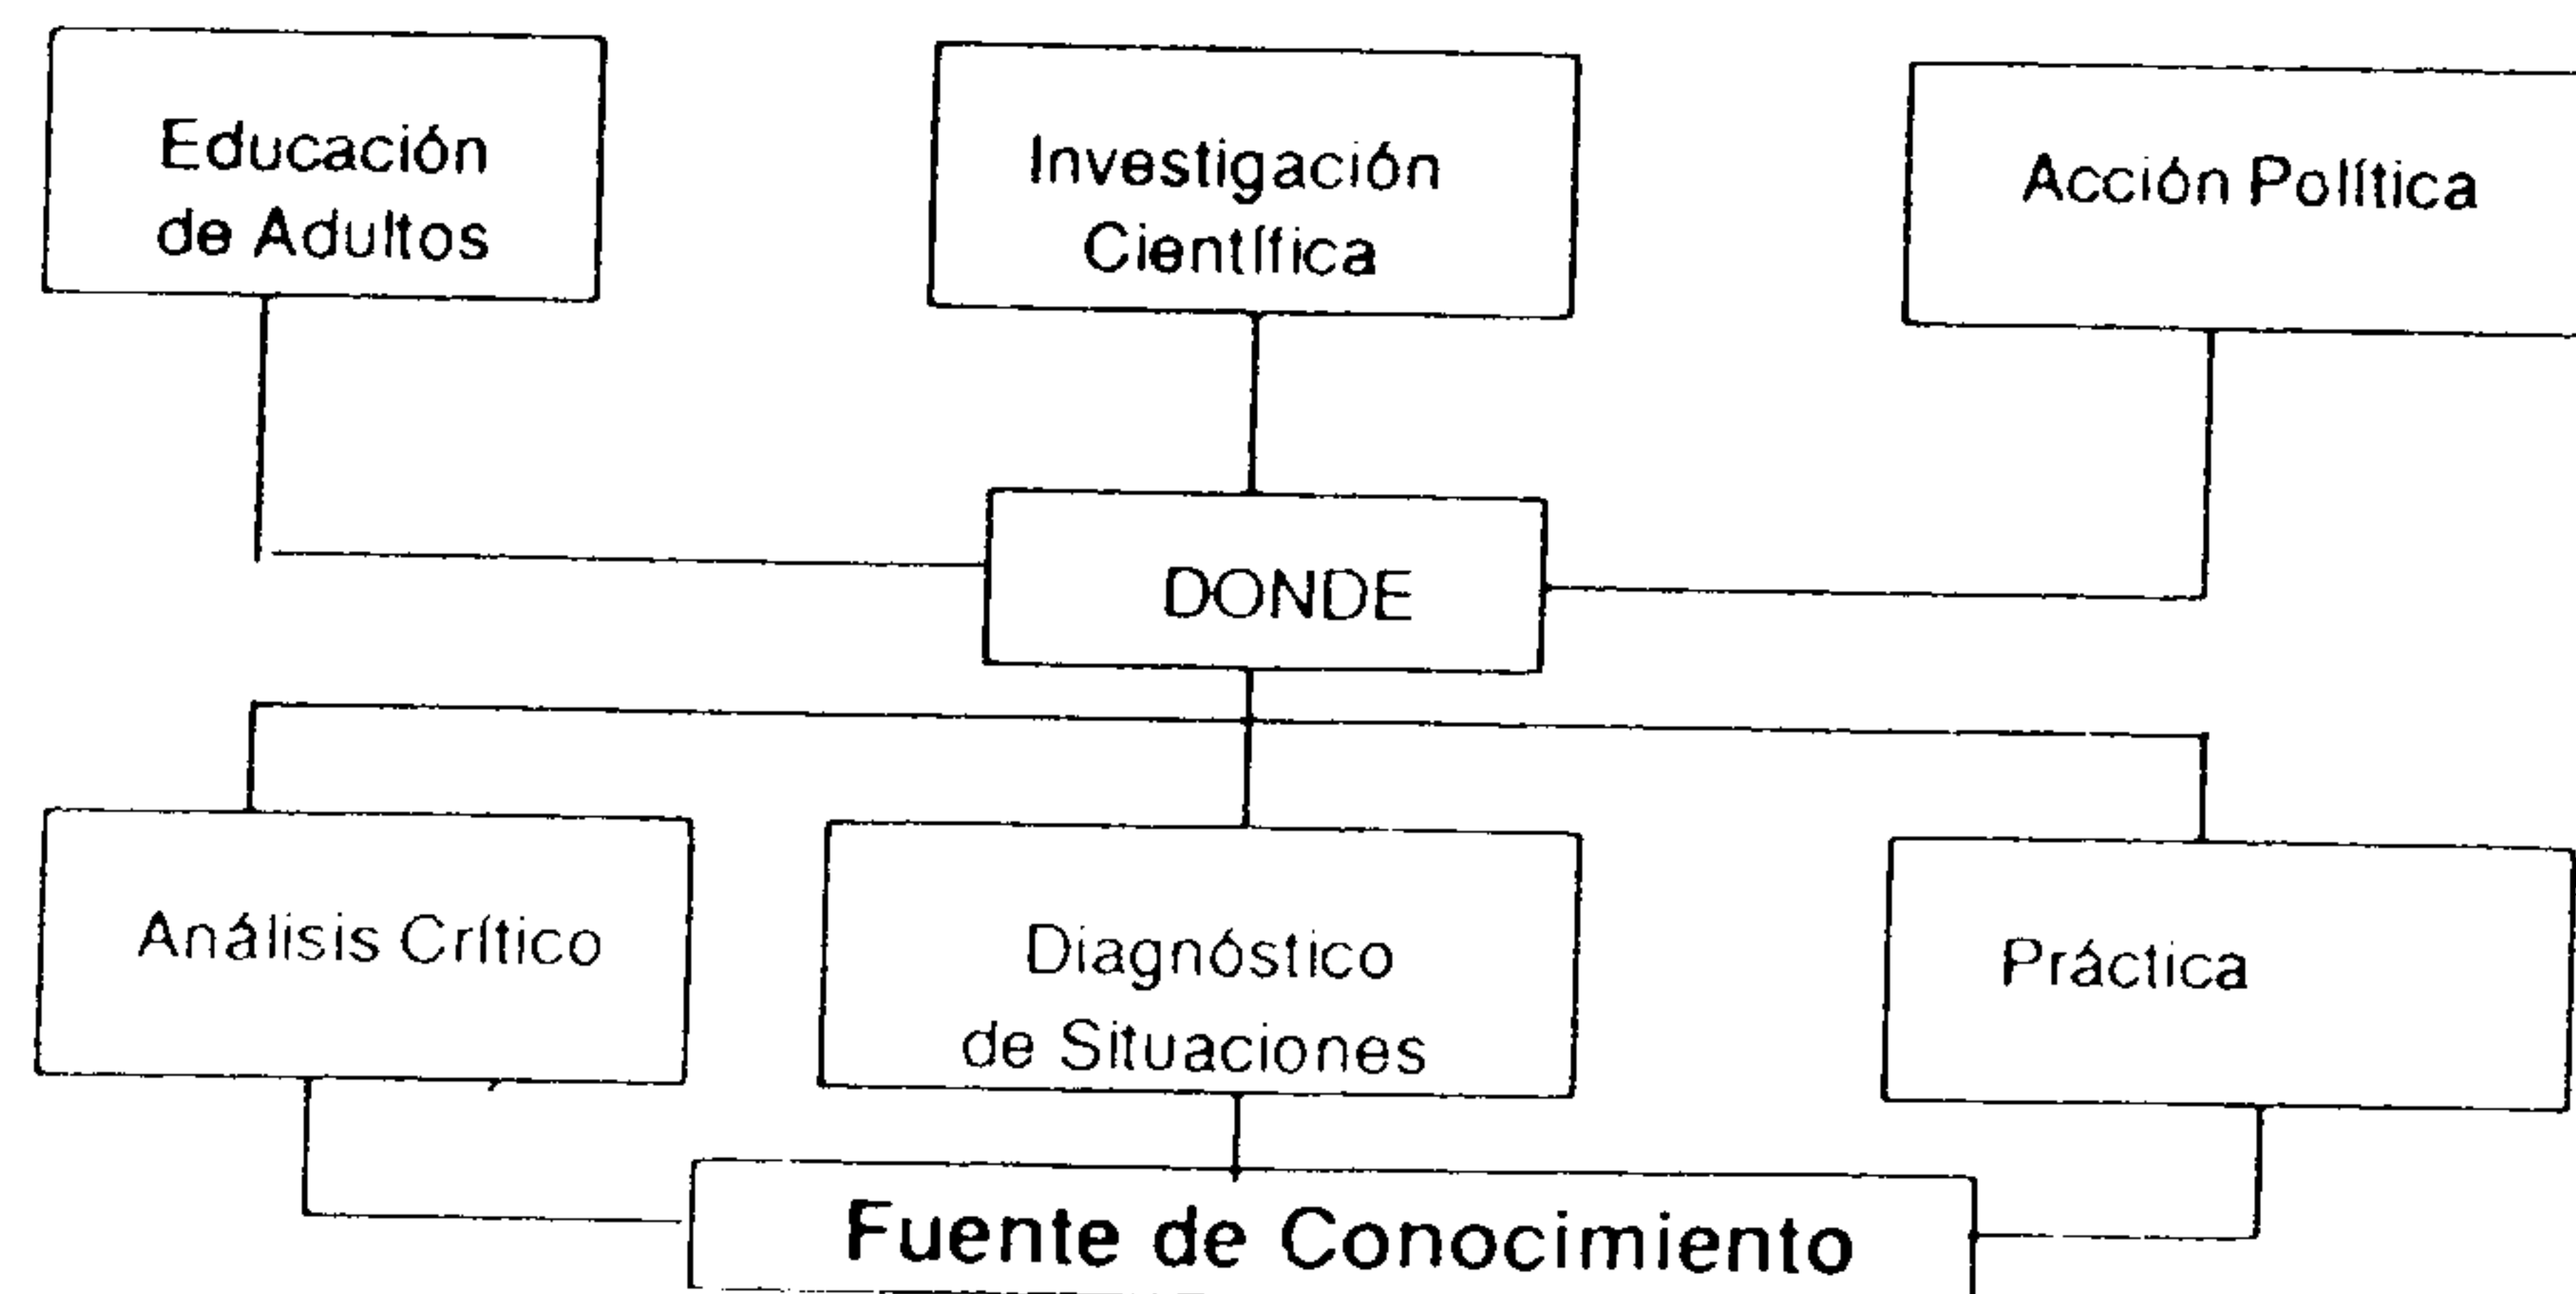 Educación
de Adultos
Investigación
Científica
Acción Política
DONDE
Análisis Crítico
Diagnóstico
de Situaciones
Práctica
Fuente de Conocimiento